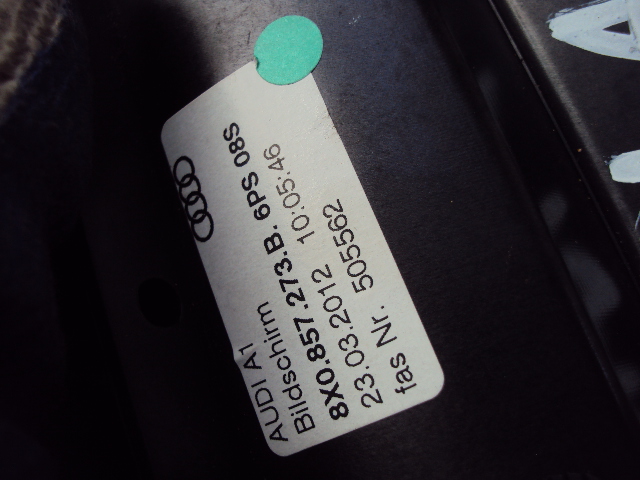 AUDI A1
Bildschirm
8X0.857.273.B. 6PS 08S
23.03.2012 10:05:46
fas Nr. 505562
A